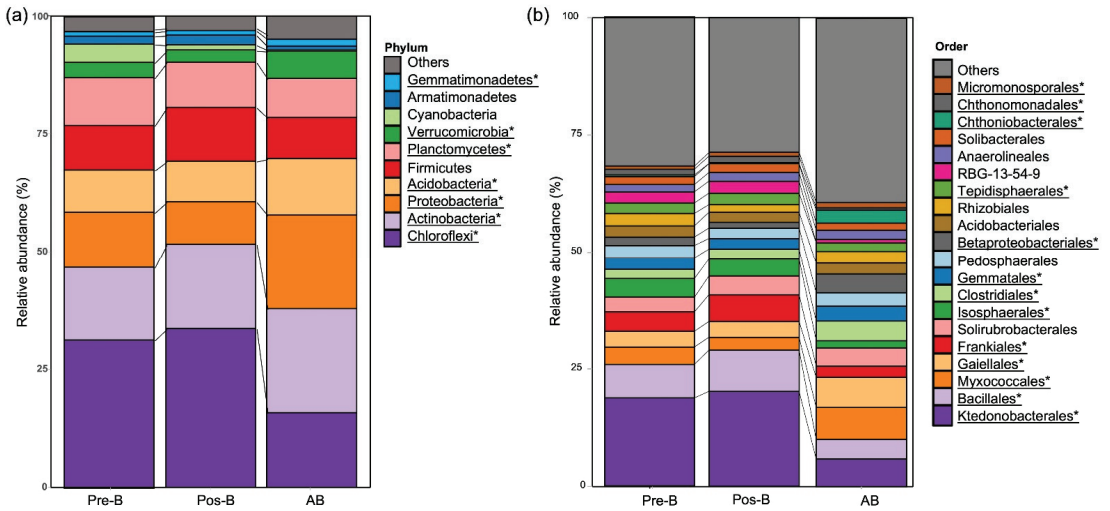 (a)
Relative abundance (%)
100
75
50
25
0
Pre-B
Pos-B
AB
Phylum
Others
Gemmatimonadetes*
Armatimonadetes
Cyanobacteria
Verrucomicrobia*
Planctomycetes*
Firmicutes
Acidobacteria*
Proteobacteria*
Actinobacteria*
Chloroflexi*
(b)
Relative abundance (%)
100
75
50
25
0
Pre-B
Pos-B
AB
Order
Others
Micromonosporales*
Chthonomonadales*
Chthoniobacterales*
Solibacterales
Anaerolineales
RBG-13-54-9
Tepidisphaerales*
Rhizobiales
Acidobacteriales
Betaproteobacteriales*
Pedosphaerales
Gemmatales*
Clostridiales*
Isosphaerales*
Solirubrobacterales
Frankiales*
Gaiellales*
Myxococcales*
Bacillales*
Ktedonobacterales*